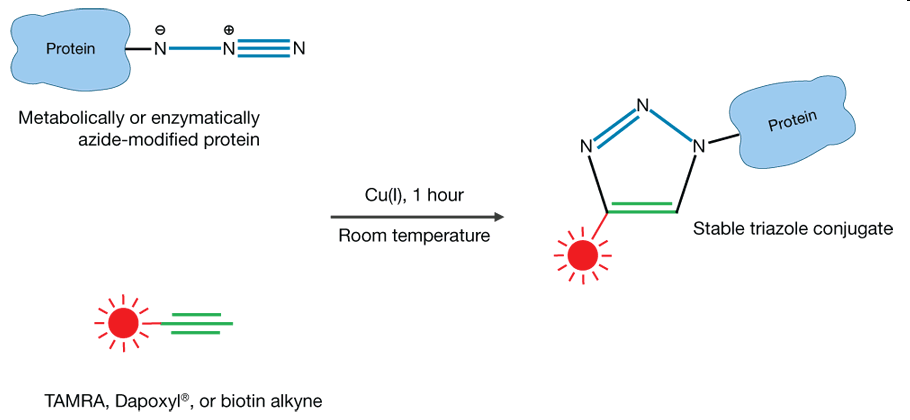 Protein
N
⊖
N
⊕
N
Metabolically or enzymatically
azide-modified protein
Cu(I), 1 hour
Room temperature
N
N
N
Protein
Stable triazole conjugate
TAMRA, Dapoxyl®, or biotin alkyne